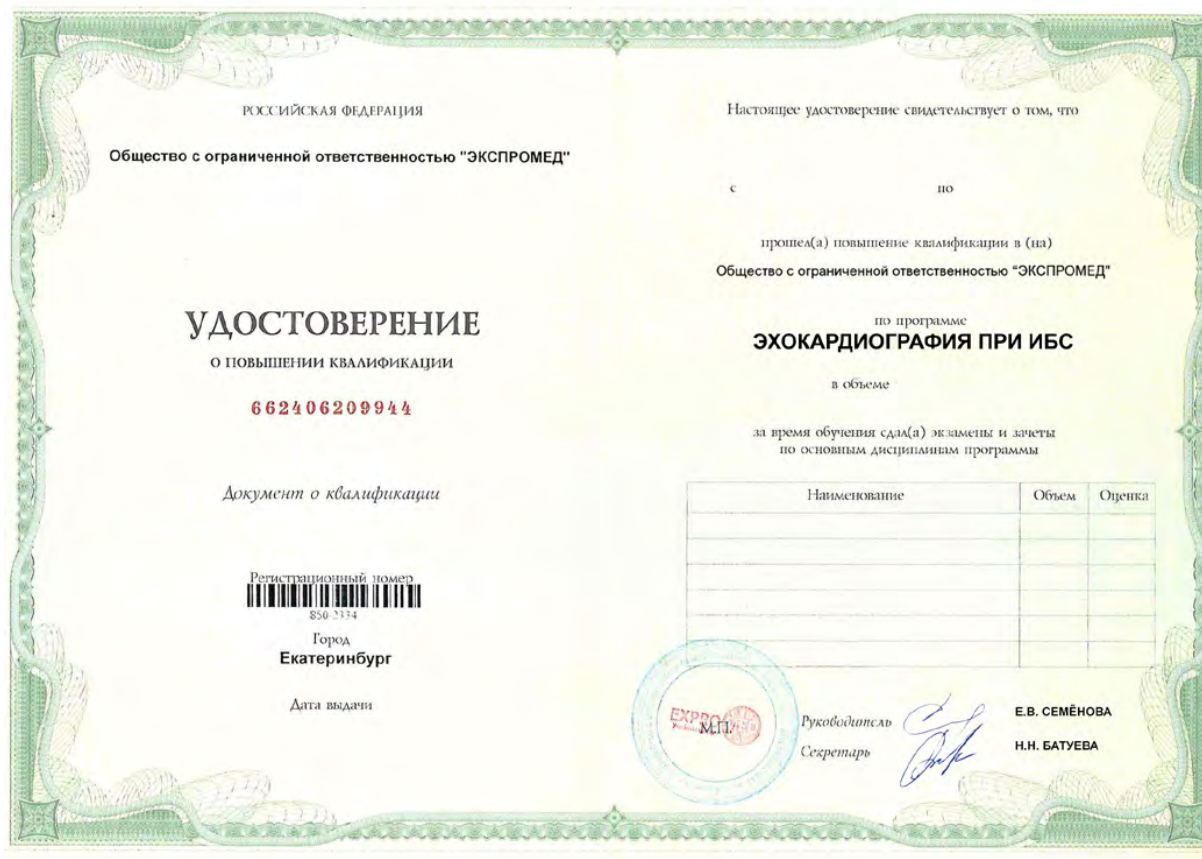 РОССИЙСКАЯ ФЕДЕРАЦИЯ
Общество с ограниченной ответственностью "ЭКСПРОМЕД"
УДОСТОВЕРЕНИЕ
О ПОВЫШЕНИИ КВАЛИФИКАЦИИ
662406209944
Документ о квалификации
Регистрационный номер
850-2334
Город
Екатеринбург
Дата выдачи
Настоящее удостоверение свидетельствует о том, что
с по
прошел(а) повышение квалификации в (на)
Общество с ограниченной ответственностью "ЭКСПРОМЕД"
по программе
ЭХОКАРДИОГРАФИЯ ПРИ ИБС
в объеме
за время обучения сдал(а) экзамены и зачеты
по основным дисциплинам программы
Наименование Объем Оценка
М.П.
Руководитель Е.В. СЕМЁНОВА
Секретарь Н.Н. БАТУЕВА